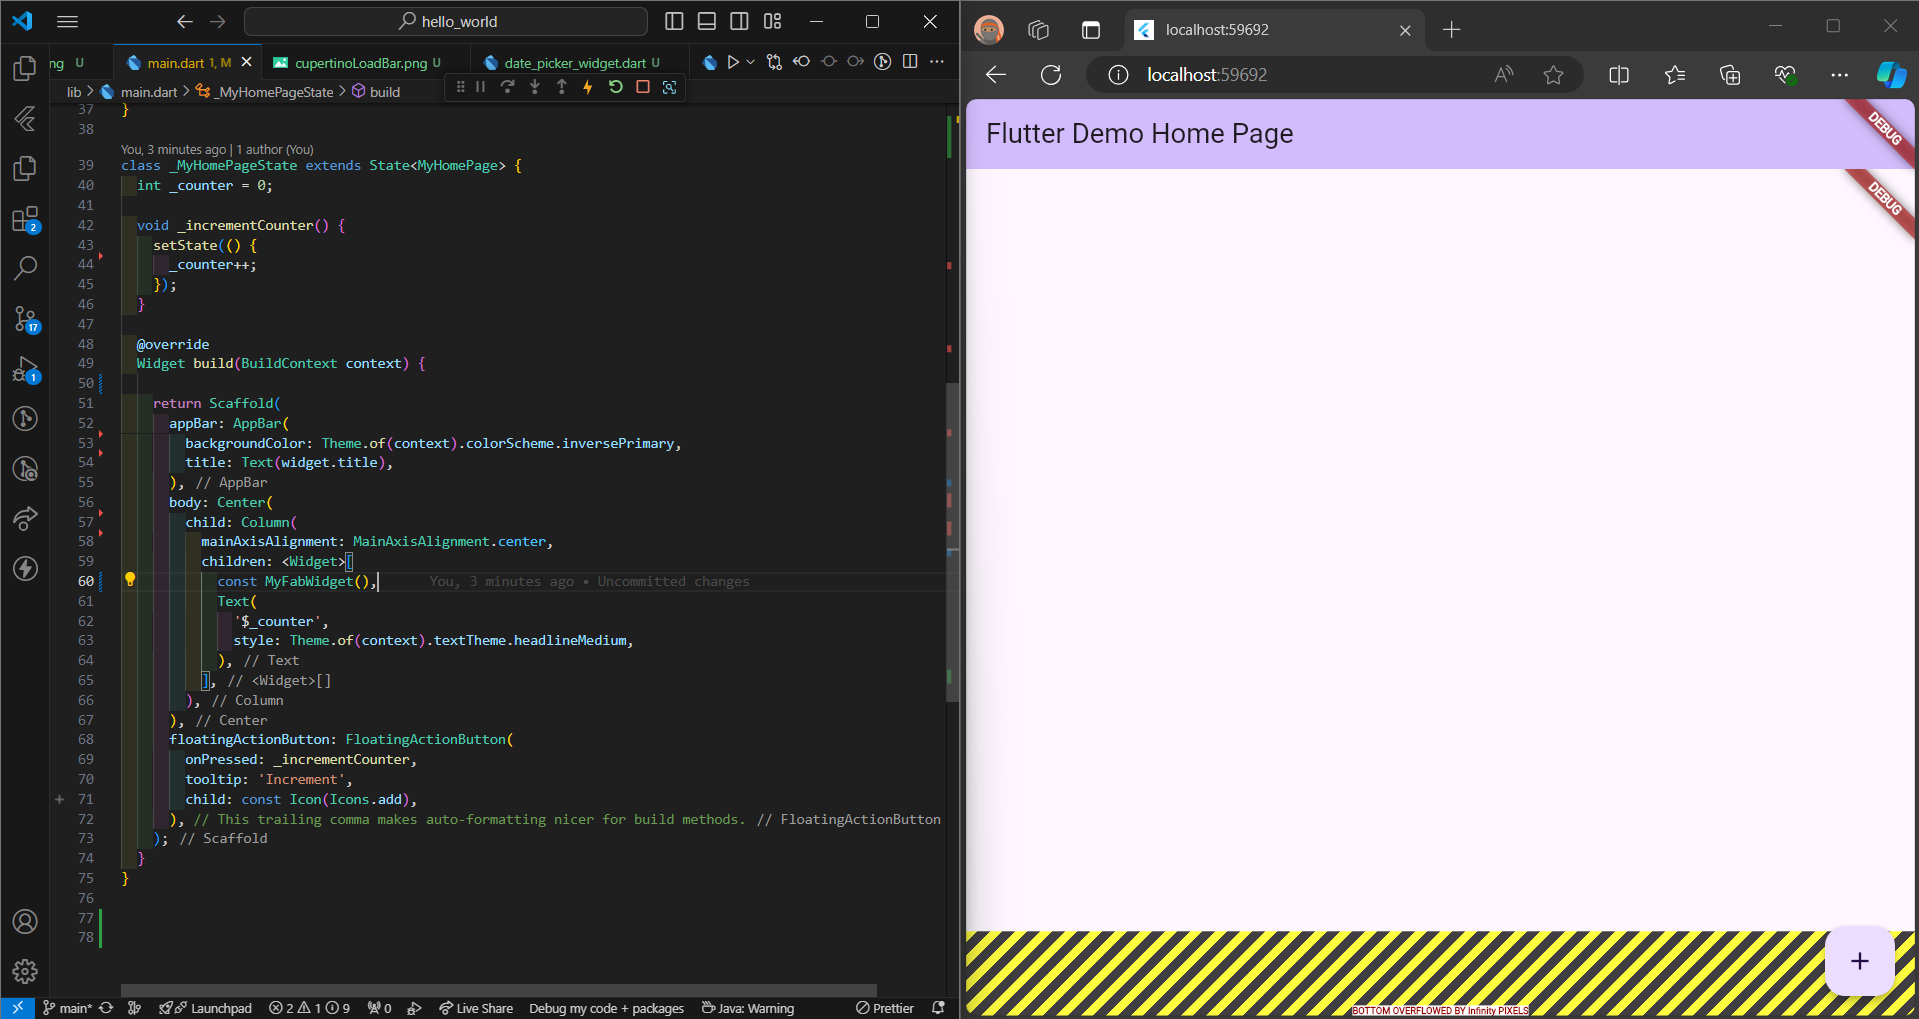 hello_world
ng U
main.dart 1, M
cupertinoLoadBar.png U
date_picker_widget.dart U
lib > main.dart > _MyHomePageState > build
37 }
38
You, 3 minutes ago | 1 author (You)
39 class _MyHomePageState extends State<MyHomePage> {
40 int _counter = 0;
41
42 void _incrementCounter() {
43 setState(() {
44 _counter++;
45 });
46 }
47
48 @override
49 Widget build(BuildContext context) {
50
51 return Scaffold(
52 appBar: AppBar(
53 backgroundColor: Theme.of(context).colorScheme.inversePrimary,
54 title: Text(widget.title),
55 ), // AppBar
56 body: Center(
57 child: Column(
58 mainAxisAlignment: MainAxisAlignment.center,
59 children: <Widget>[
60 const MyFabWidget(), You, 3 minutes ago • Uncommitted changes
61 Text(
62 '$_counter',
63 style: Theme.of(context).textTheme.headlineMedium,
64 ), // Text
65 ], // <Widget>[]
66 ), // Column
67 ), // Center
68 floatingActionButton: FloatingActionButton(
69 onPressed: _incrementCounter,
70 tooltip: 'Increment',
71 child: const Icon(Icons.add),
72 ), // This trailing comma makes auto-formatting nicer for build methods. // FloatingActionButton
73 ); // Scaffold
74 }
75 }
76
77
78
2
17
1
main* Launchpad 2 1 9 0 Live Share Debug my code + packages Java: Warning Prettier
localhost:59692
localhost:59692
Flutter Demo Home Page
DEBUG
DEBUG
BOTTOM OVERFLOWED BY Infinity PIXELS